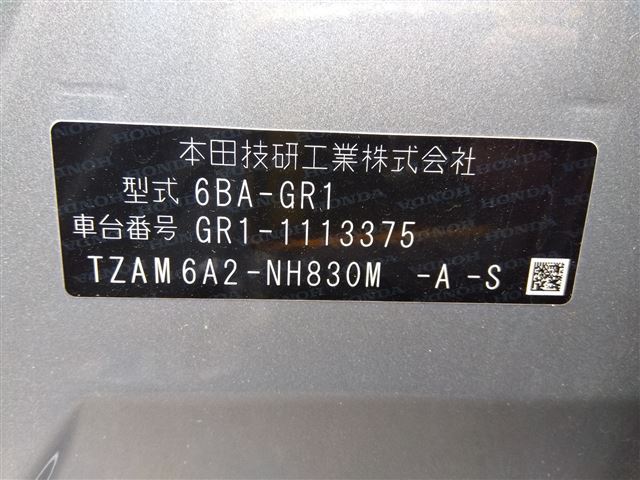 本田技研工業株式会社
型式 6BA-GR1
車台番号 GR1-1113375
TZAM6A2-NH830M -A-S